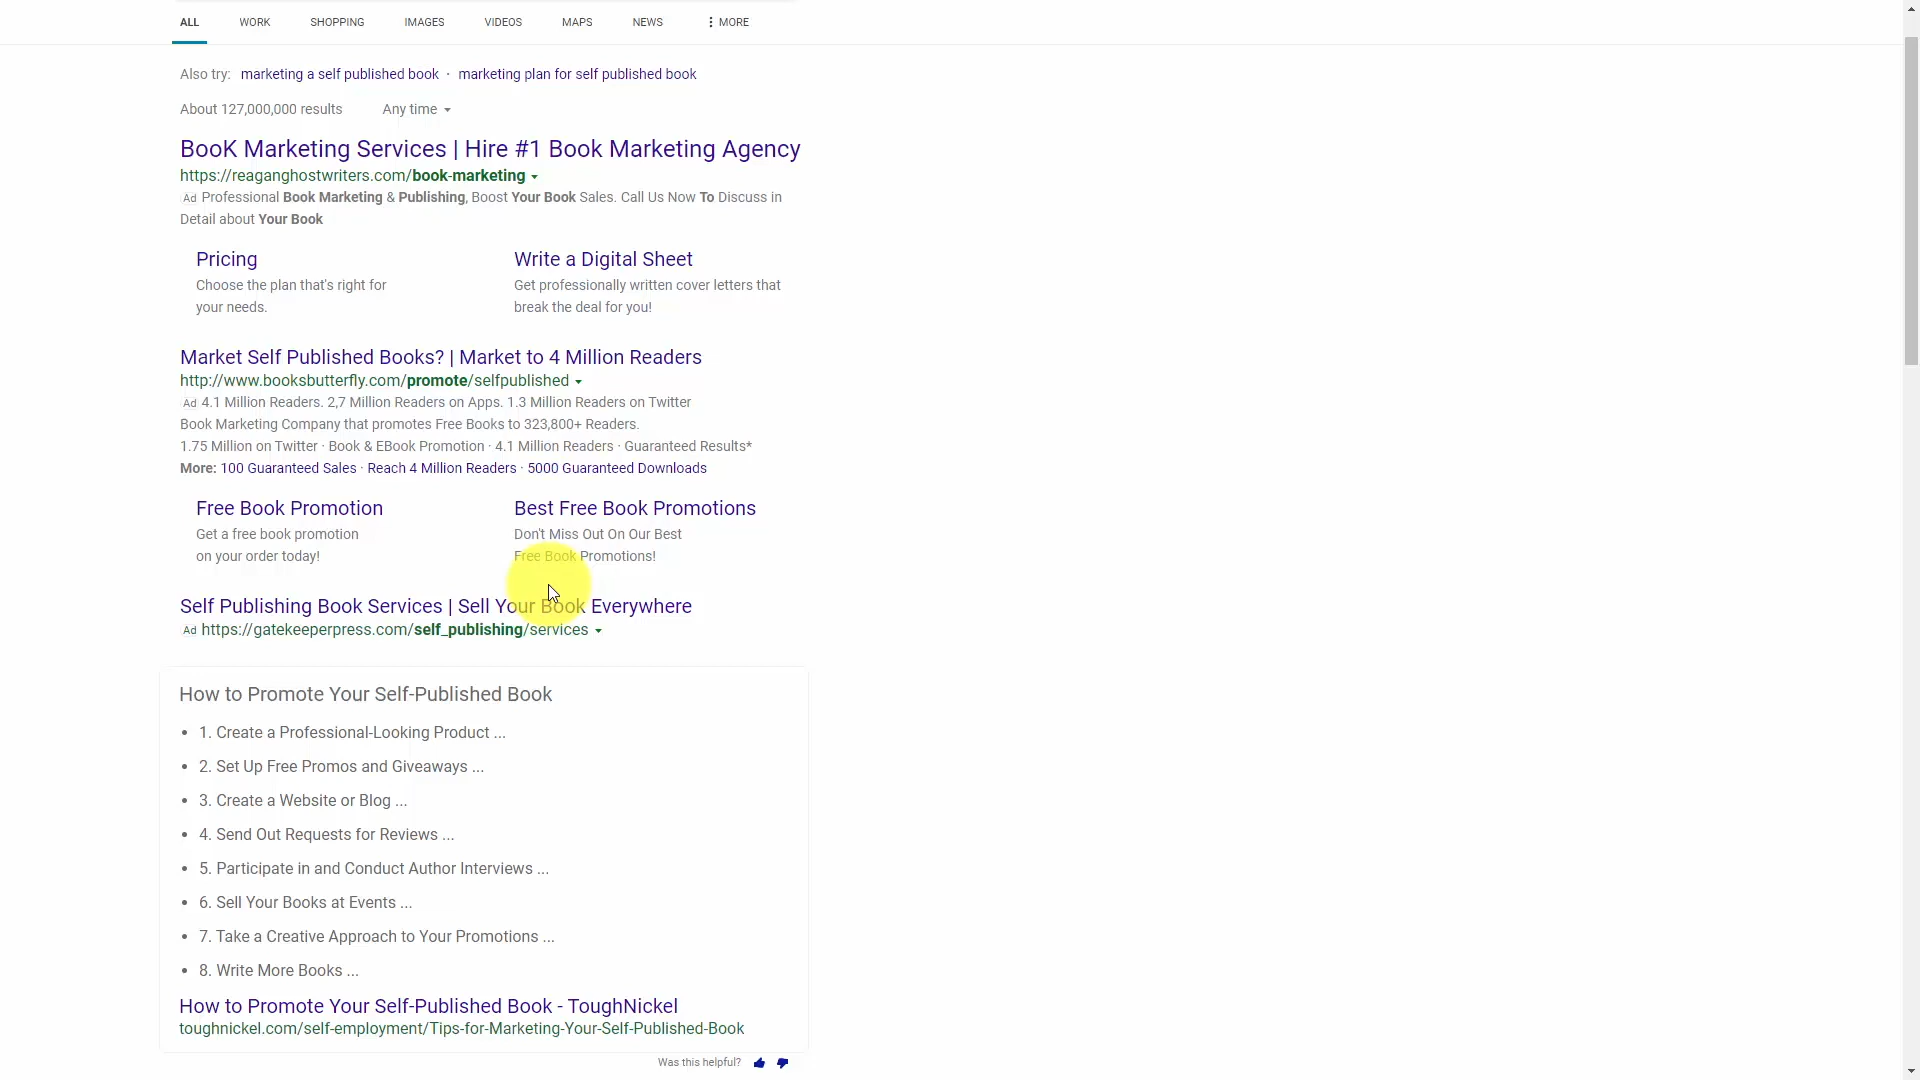 ALL WORK SHOPPING IMAGES VIDEOS MAPS NEWS MORE
Also try: marketing a self published book · marketing plan for self published book
About 127,000,000 results Any time
BooK Marketing Services | Hire #1 Book Marketing Agency
https://reaganghostwriters.com/book-marketing
Ad Professional Book Marketing & Publishing, Boost Your Book Sales. Call Us Now To Discuss in
Detail about Your Book
Pricing
Choose the plan that's right for
your needs.
Write a Digital Sheet
Get professionally written cover letters that
break the deal for you!
Market Self Published Books? | Market to 4 Million Readers
http://www.booksbutterfly.com/promote/selfpublished
Ad 4.1 Million Readers. 2,7 Million Readers on Apps. 1.3 Million Readers on Twitter
Book Marketing Company that promotes Free Books to 323,800+ Readers.
1.75 Million on Twitter · Book & EBook Promotion · 4.1 Million Readers · Guaranteed Results*
More: 100 Guaranteed Sales · Reach 4 Million Readers · 5000 Guaranteed Downloads
Free Book Promotion
Get a free book promotion
on your order today!
Best Free Book Promotions
Don't Miss Out On Our Best
Free Book Promotions!
Self Publishing Book Services | Sell Your Book Everywhere
Ad https://gatekeeperpress.com/self_publishing/services
How to Promote Your Self-Published Book
• 1. Create a Professional-Looking Product ...
• 2. Set Up Free Promos and Giveaways ...
• 3. Create a Website or Blog ...
• 4. Send Out Requests for Reviews ...
• 5. Participate in and Conduct Author Interviews ...
• 6. Sell Your Books at Events ...
• 7. Take a Creative Approach to Your Promotions ...
• 8. Write More Books ...
How to Promote Your Self-Published Book - ToughNickel
toughnickel.com/self-employment/Tips-for-Marketing-Your-Self-Published-Book
Was this helpful?